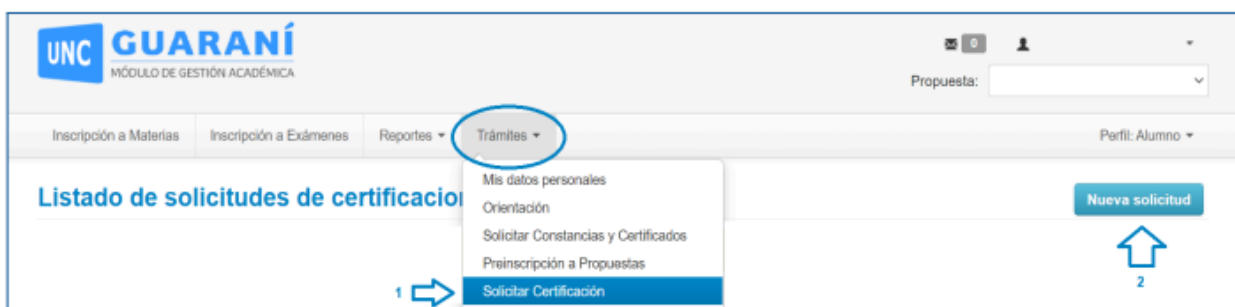 UNC GUARANÍ
MÓDULO DE GESTIÓN ACADÉMICA
0
Propuesta:
Inscripción a Materias Inscripción a Exámenes Reportes Trámites Perfil: Alumno
Listado de solicitudes de certificacion
Nueva solicitud
Mis datos personales
Orientación
Solicitar Constancias y Certificados
Preinscripción a Propuestas
1 Solicitar Certificación
2